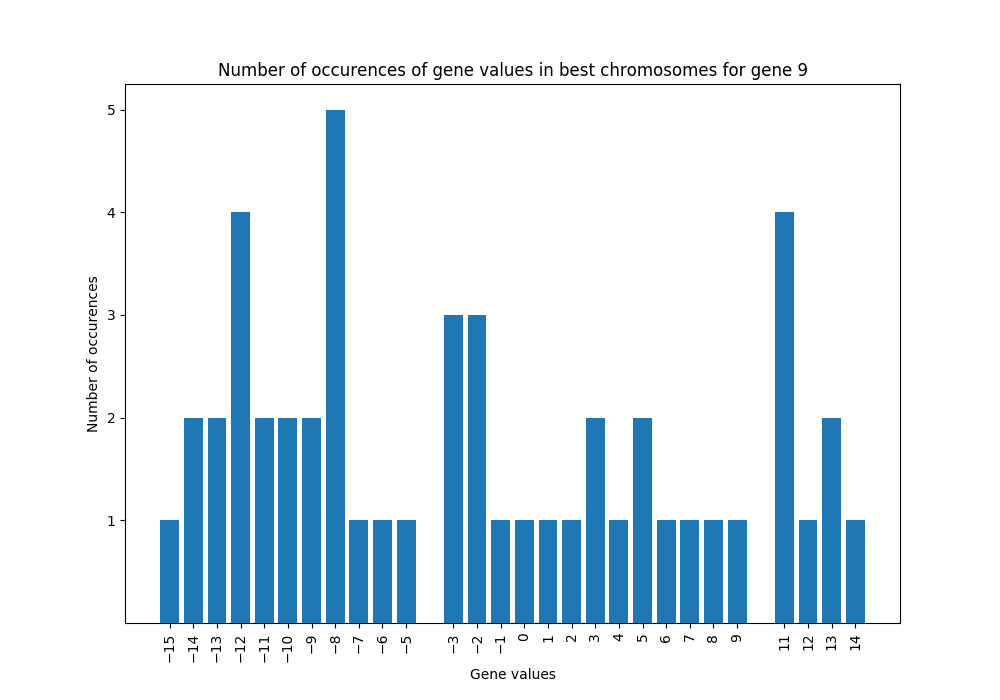 Number of occurences of gene values in best chromosomes for gene 9
5
4
3
2
1
Number of occurences
−15 −14 −13 −12 −11 −10 −9 −8 −7 −6 −5 −3 −2 −1 0 1 2 3 4 5 6 7 8 9 11 12 13 14
Gene values